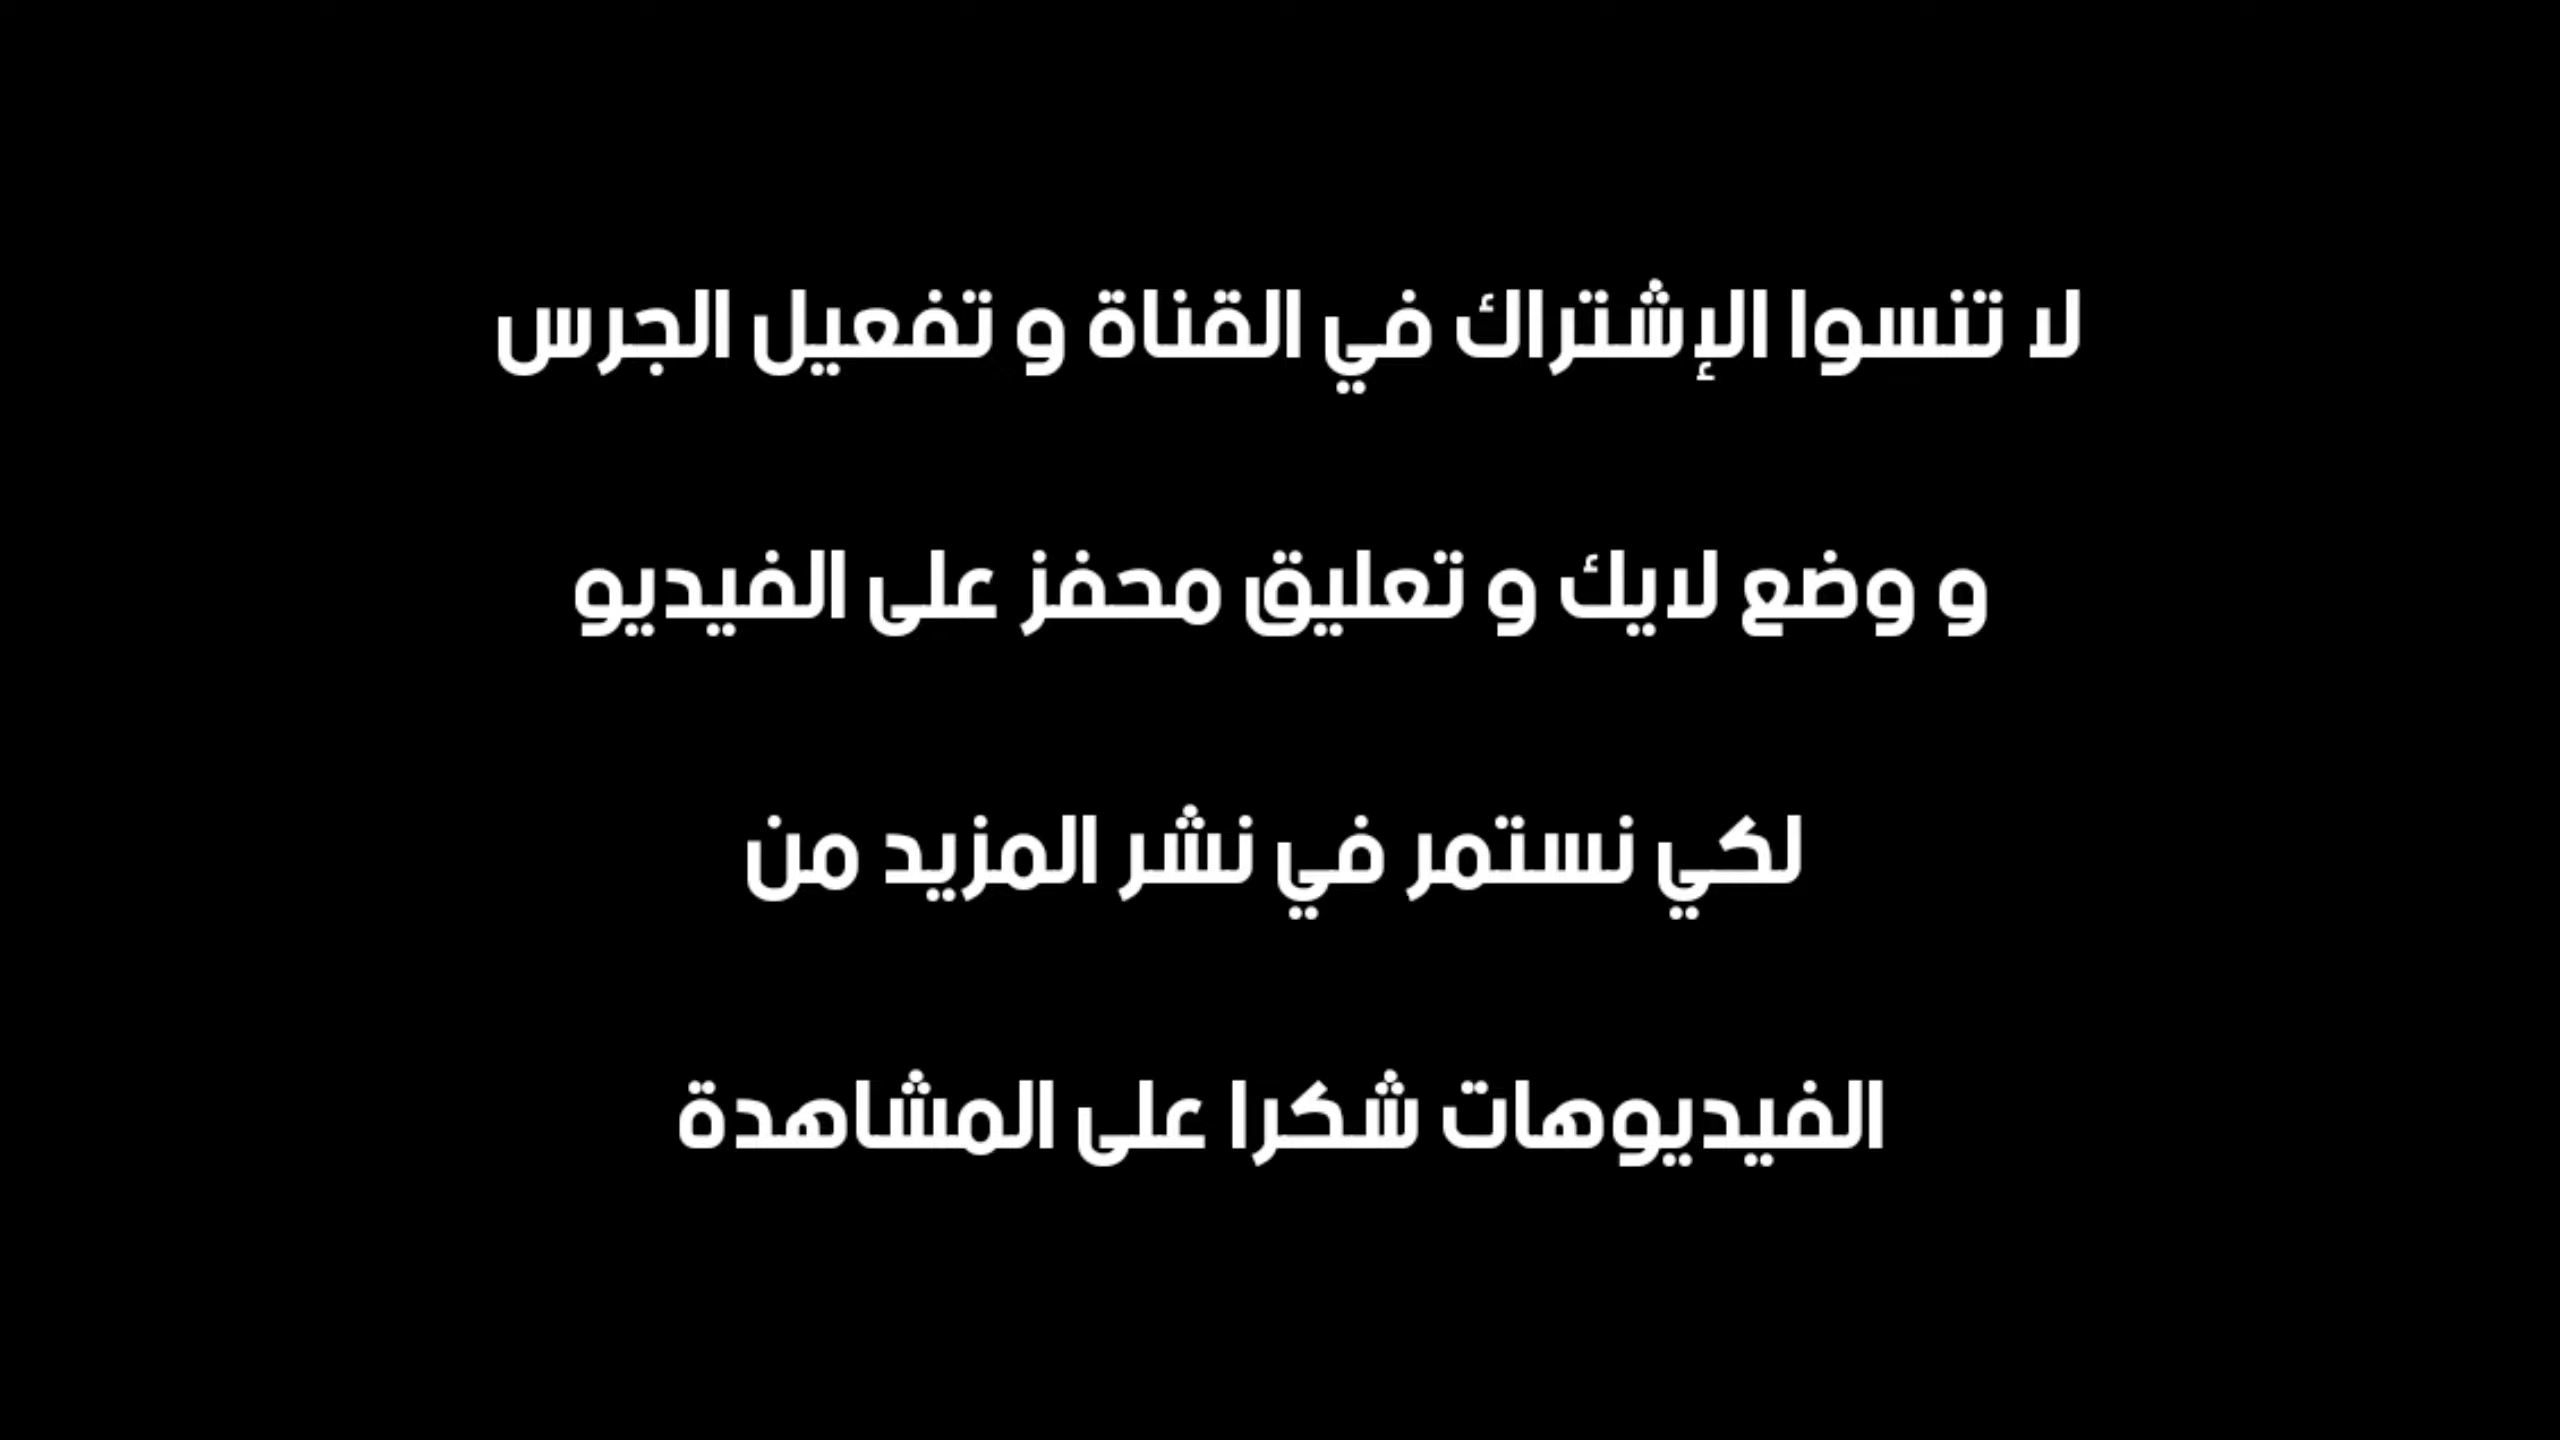 لا تنسوا الإشتراك في القناة و تفعيل الجرس
و وضع لايك و تعليق محفز على الفيديو
لكي نستمر في نشر المزيد من
الفيديوهات شكرا على المشاهدة